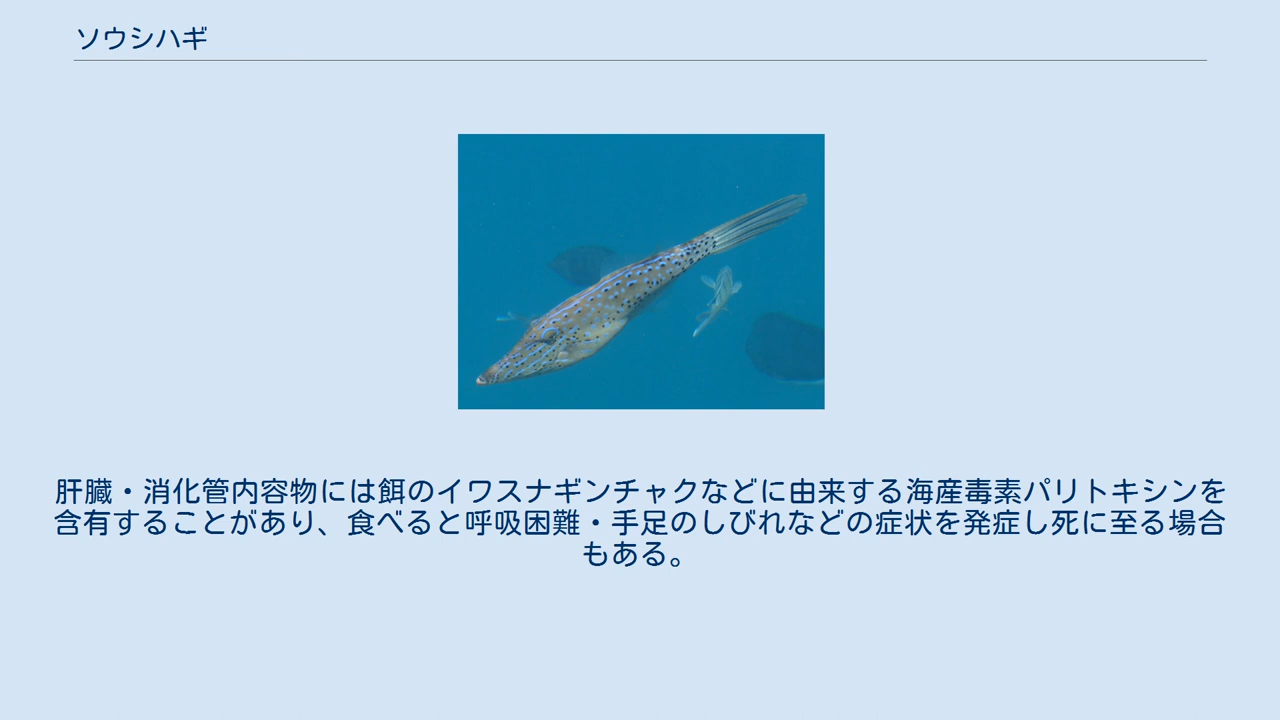 ソウシハギ
肝臓・消化管内容物には餌のイワスナギンチャクなどに由来する海産毒素パリトキシンを
含有することがあり、食べると呼吸困難・手足のしびれなどの症状を発症し死に至る場合
もある。